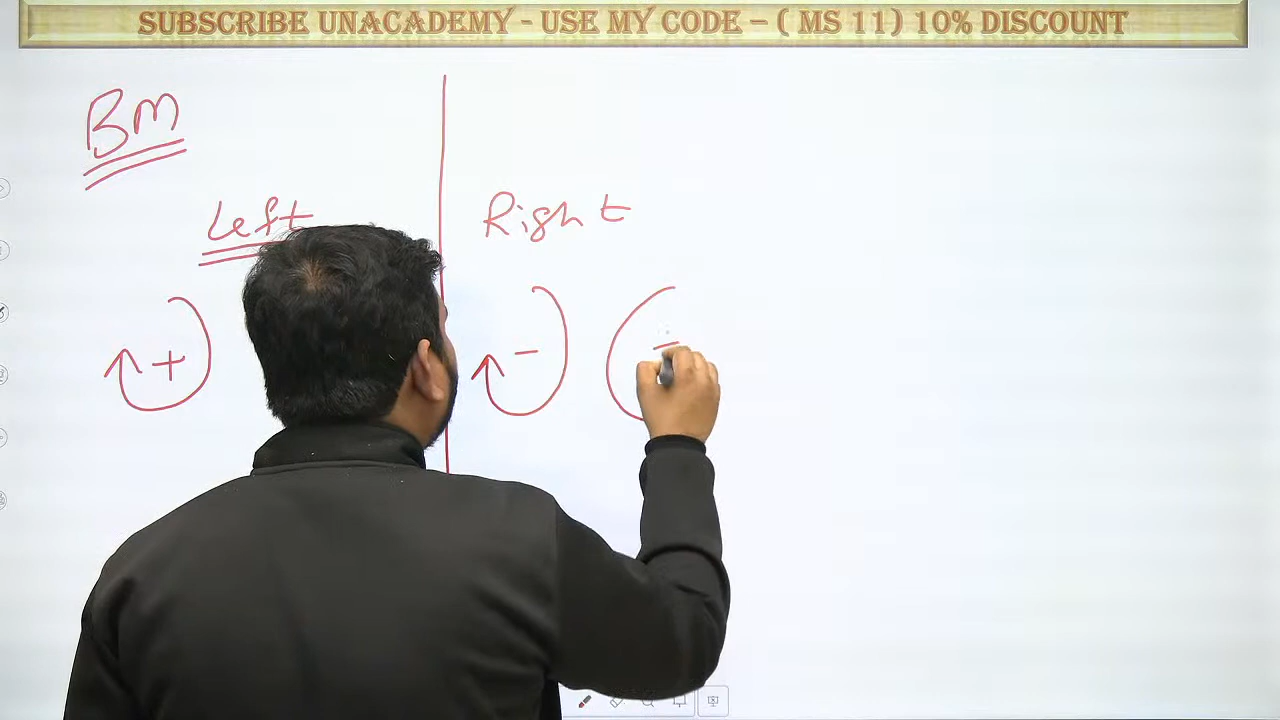 SUBSCRIBE UNACADEMY - USE MY CODE – ( MS 11) 10% DISCOUNT
BM
Left
Right
+
-
-